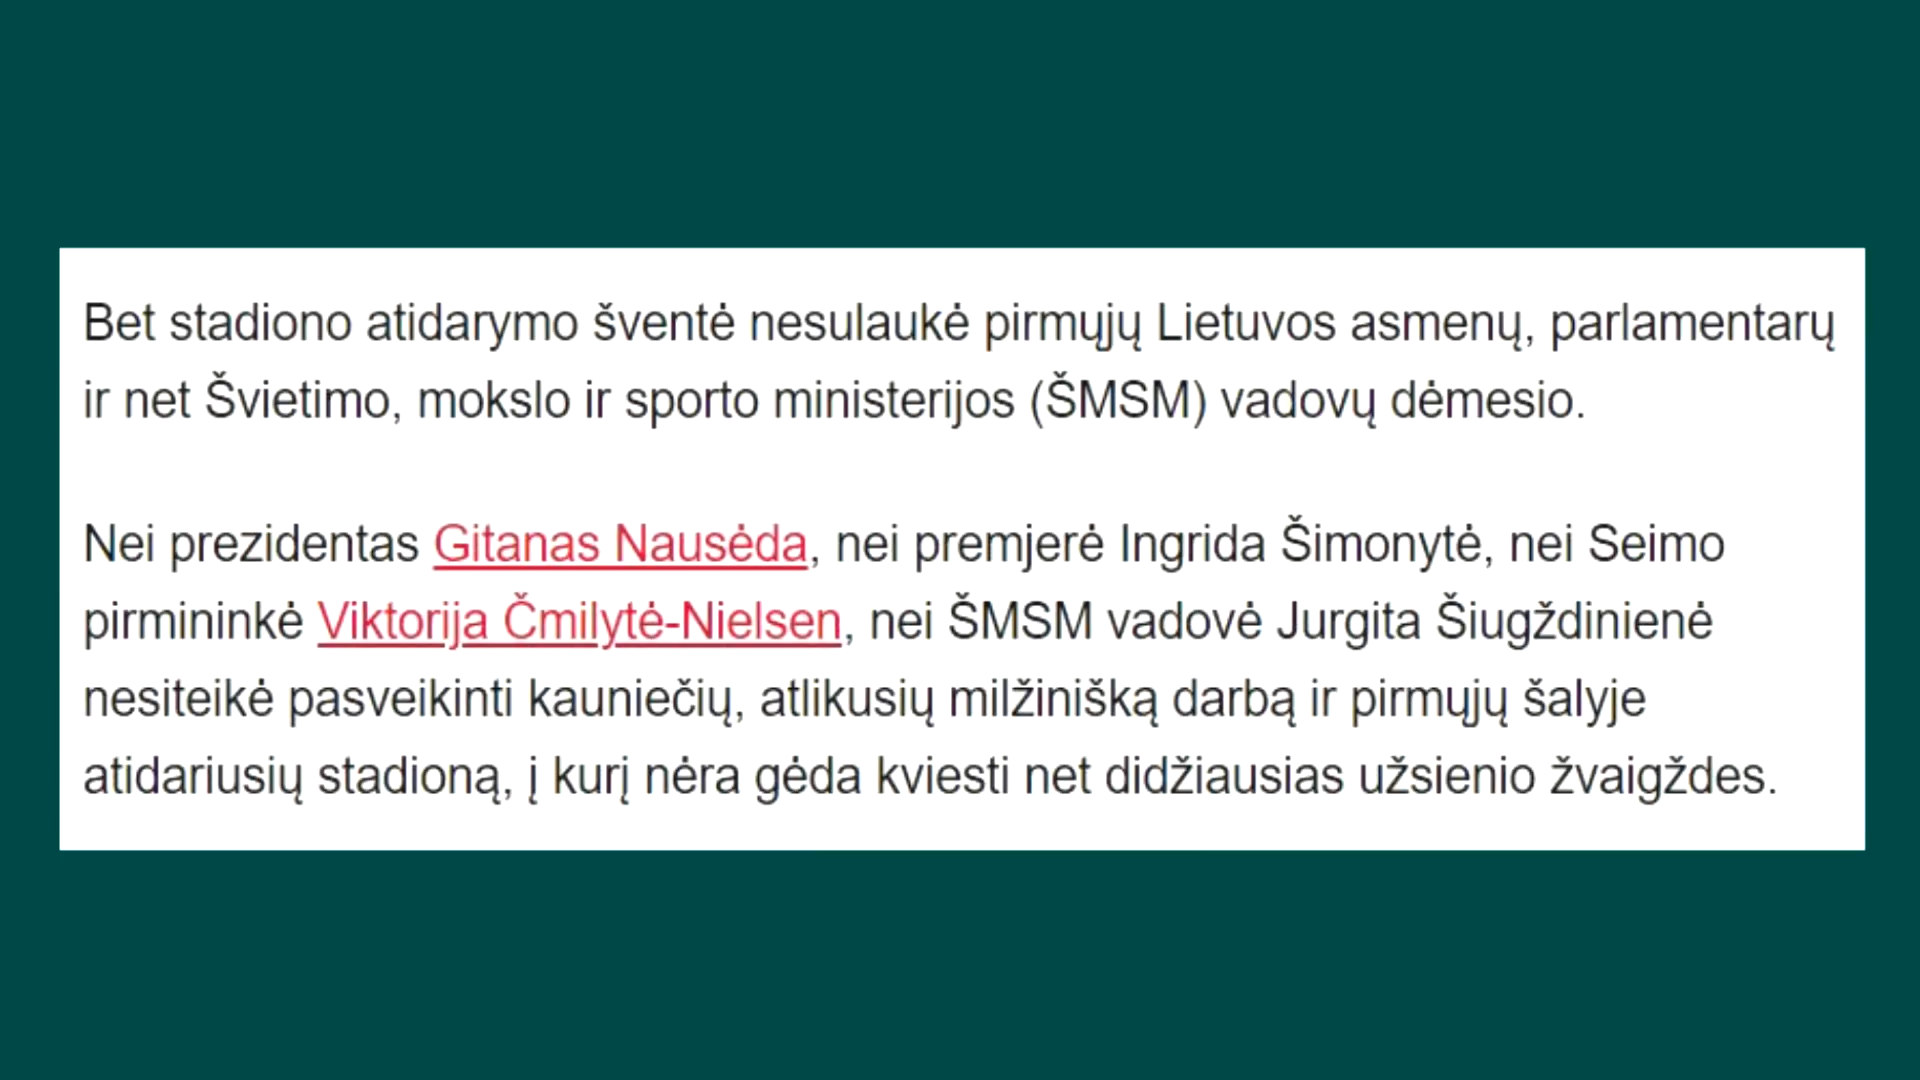 Bet stadiono atidarymo šventė nesulaukė pirmųjų Lietuvos asmenų, parlamentarų
ir net Švietimo, mokslo ir sporto ministerijos (ŠMSM) vadovų dėmesio.
Nei prezidentas Gitanas Nausėda, nei premjerė Ingrida Šimonytė, nei Seimo
pirmininkė Viktorija Čmilytė-Nielsen, nei ŠMSM vadovė Jurgita Šiugždinienė
nesiteikė pasveikinti kauniečių, atlikusių milžinišką darbą ir pirmųjų šalyje
atidariusių stadioną, į kurį nėra gėda kviesti net didžiausias užsienio žvaigždes.